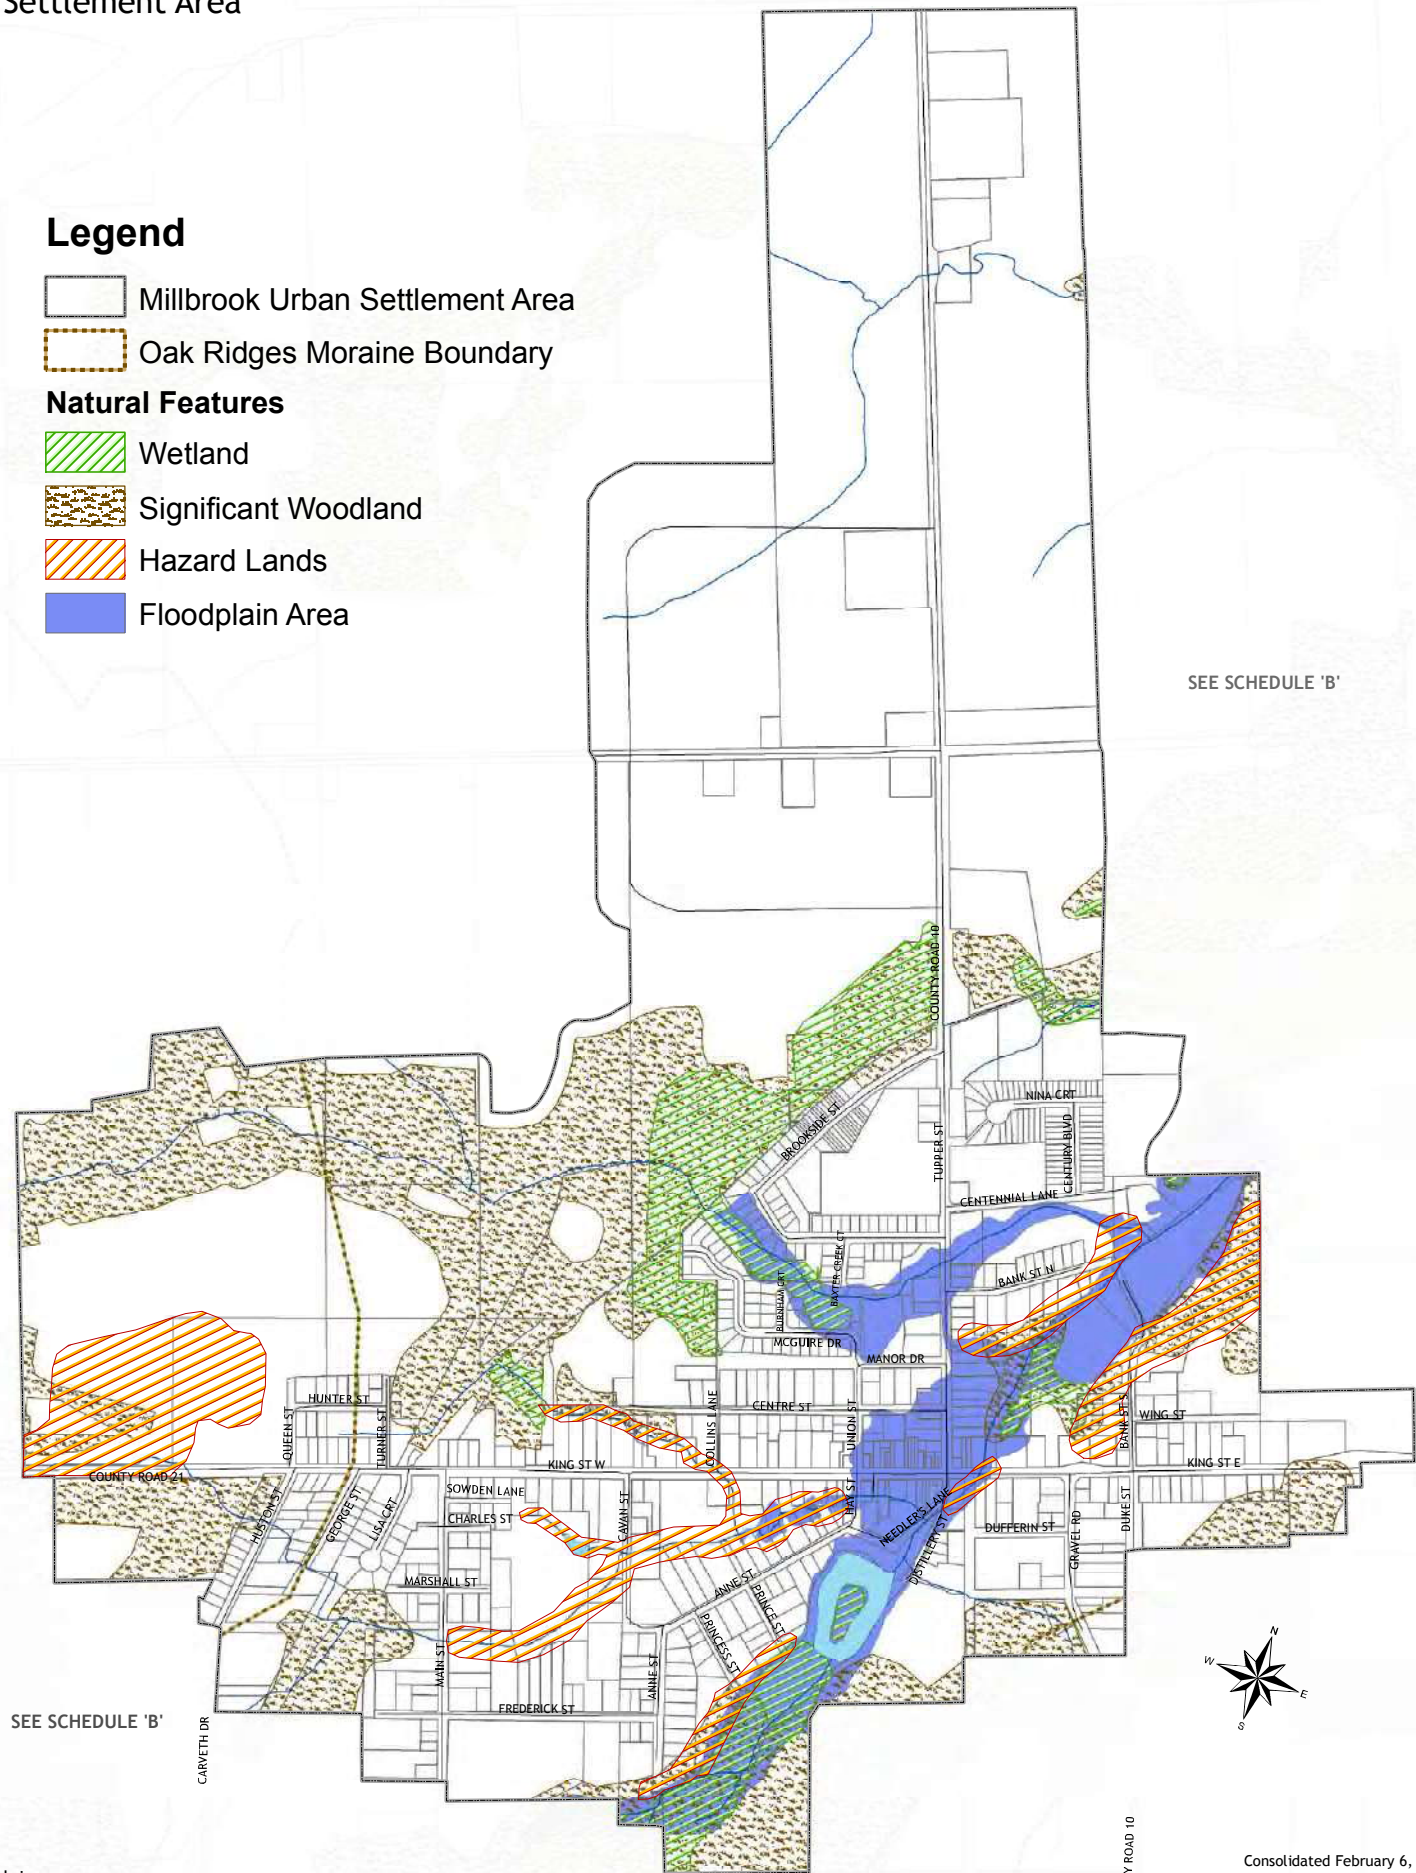 Settlement Area
Legend
Millbrook Urban Settlement Area
Oak Ridges Moraine Boundary
Natural Features
Wetland
Significant Woodland
Hazard Lands
Floodplain Area
SEE SCHEDULE 'B'
COUNTY ROAD 10
NINA CRT
BROOKSIDE ST
TUPPER ST
CENTURY BLVD
CENTENNIAL LANE
BAXTER CREEK CT
BURNHAM CRT
BANK ST N
MCGUIRE DR
MANOR DR
HUNTER ST
QUEEN ST
TURNER ST
COLLINS LANE
CENTRE ST
UNION ST
BANK ST S
WING ST
COUNTY ROAD 21
KING ST W
KING ST E
HUSTON ST
GEORGE ST
LISA CRT
SOWDEN LANE
CHARLES ST
CAVAN ST
HAY ST
NEEDLER'S LANE
DISTILLERY ST
DUFFERIN ST
GRAVEL RD
DUKE ST
MARSHALL ST
ANNE ST
PRINCE ST
PRINCESS ST
MAIN ST
ANNE ST
FREDERICK ST
N
W
E
S
SEE SCHEDULE 'B'
CARVETH DR
Y ROAD 10
Consolidated February 6,